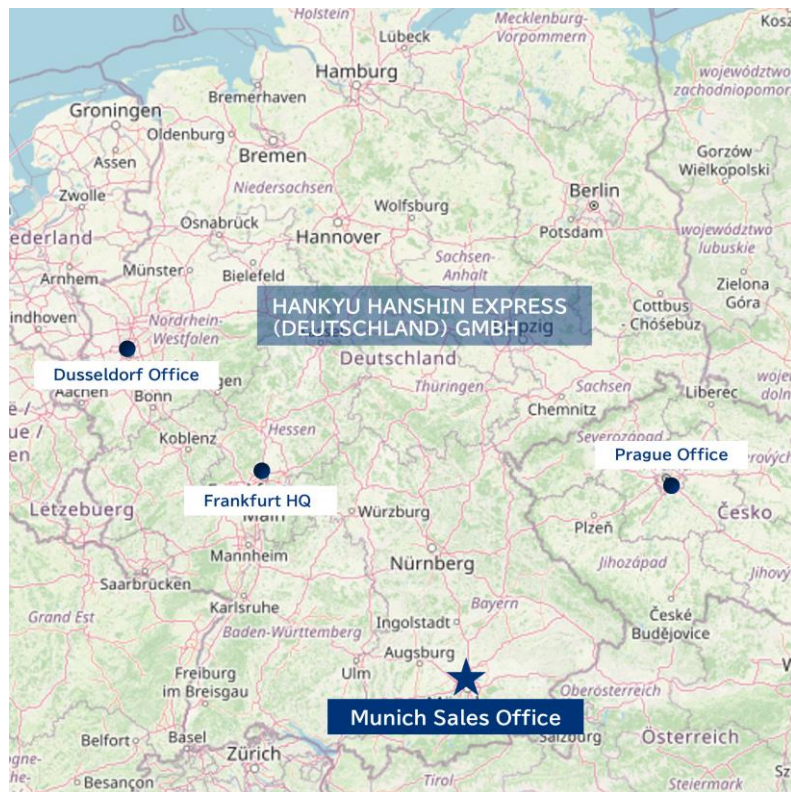 Holstein
Mecklenburg-
Vorpommern
Lübeck
Hamburg
województwo
Bremerhaven
Groningen
Oldenburg
Assen
Bremen
Gorzów
Wielkopolski
Zwolle
Niedersachsen
Berlin
Wolfsburg
Osnabrück
Hannover
Potsdam
województwo
lubuskie
ederland
Sachsen-
Anhalt
Arnhem
Münster
Bielefeld
Zielona
Góra
HANKYU HANSHIN EXPRESS
(DEUTSCHLAND) GMBH
Cottbus
- Chóśebuz
indhoven
Nordrhein-
Westfalen
Deutschland
Dusseldorf Office
Aachen
Bonn
Thüringen
Sachsen
Liberec
Chemnitz
Koblenz
Hessen
Severozápad
Prague Office
Frankfurt HQ
Main
Lëtzebuerg
Würzburg
Plzeň
Česko
Mannheim
Nürnberg
Jihozápad
Saarbrücken
Karlsruhe
Bayern
Grand Est
Baden-Württemberg
Ingolstadt
České
Budějovice
Augsburg
Ulm
Freiburg
im Breisgau
Oberösterreich
Munich Sales Office
Salzburg
Österreich
Belfort
Basel
Zürich
Besançon
Tirol
Steiermark